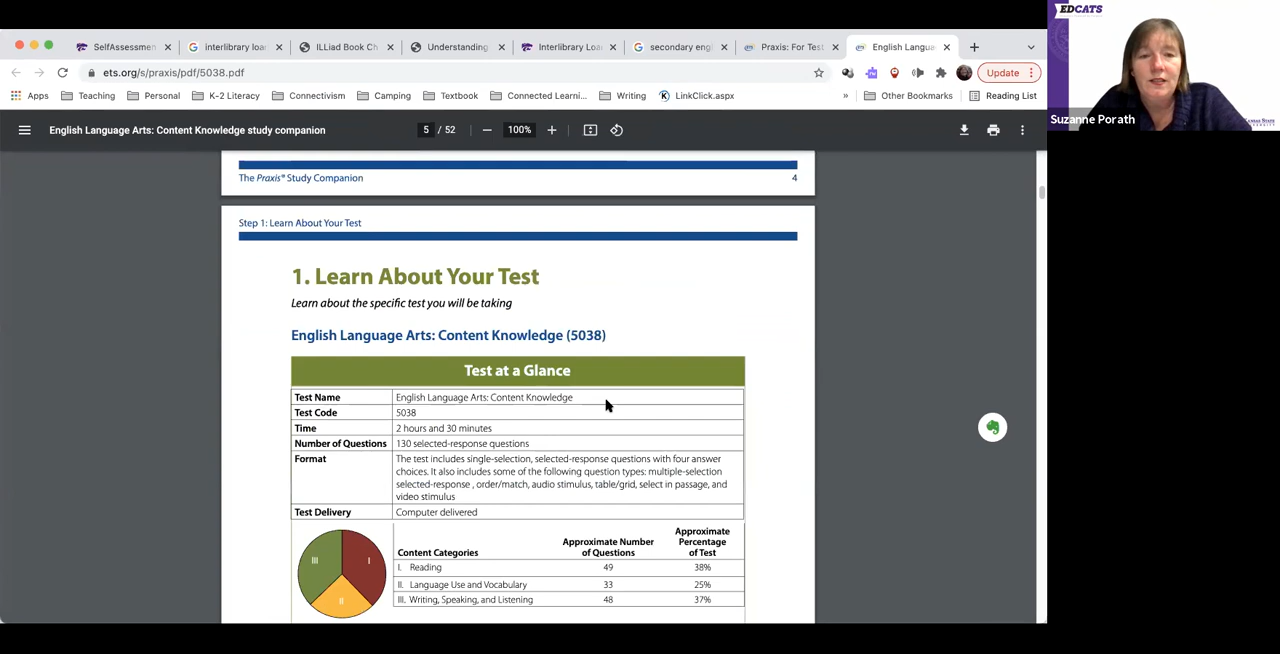 EDCATS
SelfAssessmen
interlibrary loa
ILLiad Book Ch
Understanding
Interlibrary Loa
secondary eng
Praxis: For Test
English Langua
ets.org/s/praxis/pdf/5038.pdf
Update
Apps
Teaching
Personal
K-2 Literacy
Connectivism
Camping
Textbook
Connected Learni...
Writing
LinkClick.aspx
»
Other Bookmarks
Reading List
Suzanne Porath
English Language Arts: Content Knowledge study companion
5 / 52
100%
The Praxis® Study Companion 4
Step 1: Learn About Your Test
1. Learn About Your Test
Learn about the specific test you will be taking
English Language Arts: Content Knowledge (5038)
Test at a Glance
Test Name English Language Arts: Content Knowledge
Test Code 5038
Time 2 hours and 30 minutes
Number of Questions 130 selected-response questions
Format The test includes single-selection, selected-response questions with four answer
choices. It also includes some of the following question types: multiple-selection
selected-response , order/match, audio stimulus, table/grid, select in passage, and
video stimulus
Test Delivery Computer delivered
Content Categories Approximate Number of Questions Approximate Percentage of Test
I. Reading 49 38%
II. Language Use and Vocabulary 33 25%
III. Writing, Speaking, and Listening 48 37%
III
I
II